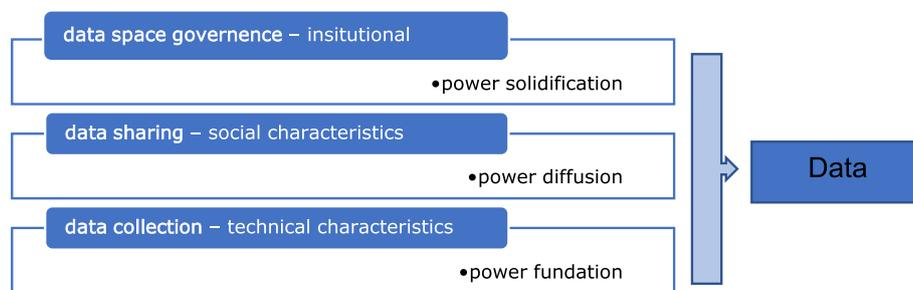 data space governence – insitutional
•power solidification
data sharing – social characteristics
•power diffusion
Data
data collection – technical characteristics
•power fundation